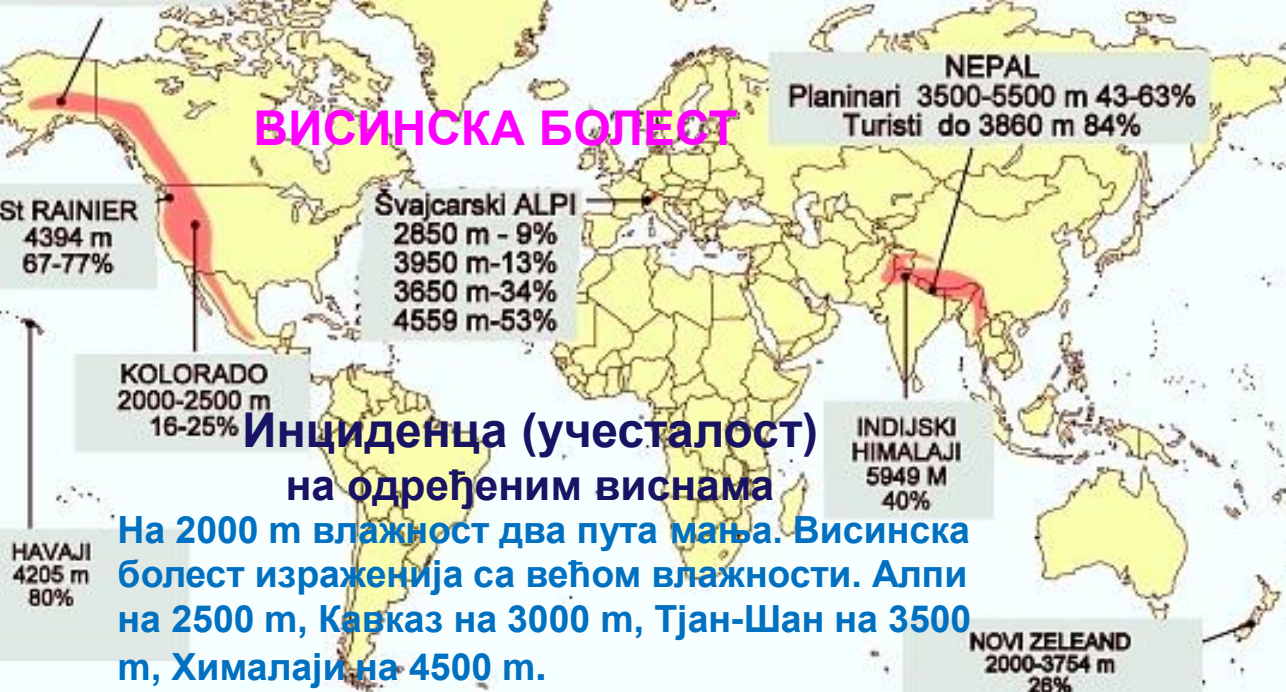 ВИСИНСКА БОЛЕСТ
NEPAL
Planinari 3500-5500 m 43-63%
Turisti do 3860 m 84%
St RAINIER
4394 m
67-77%
Švajcarski ALPI
2850 m - 9%
3950 m-13%
3650 m-34%
4559 m-53%
KOLORADO
2000-2500 m
16-25%
Инциденца (учесталост)
на одређеним виснама
INDIJSKI
HIMALAJI
5949 M
40%
HAVAJI
4205 m
80%
На 2000 m влажност два пута мања. Висинска
болест израженија са већом влажности. Алпи
на 2500 m, Кавказ на 3000 m, Тјан-Шан на 3500
m, Хималаји на 4500 m.
NOVI ZELEAND
2000-3754 m
26%